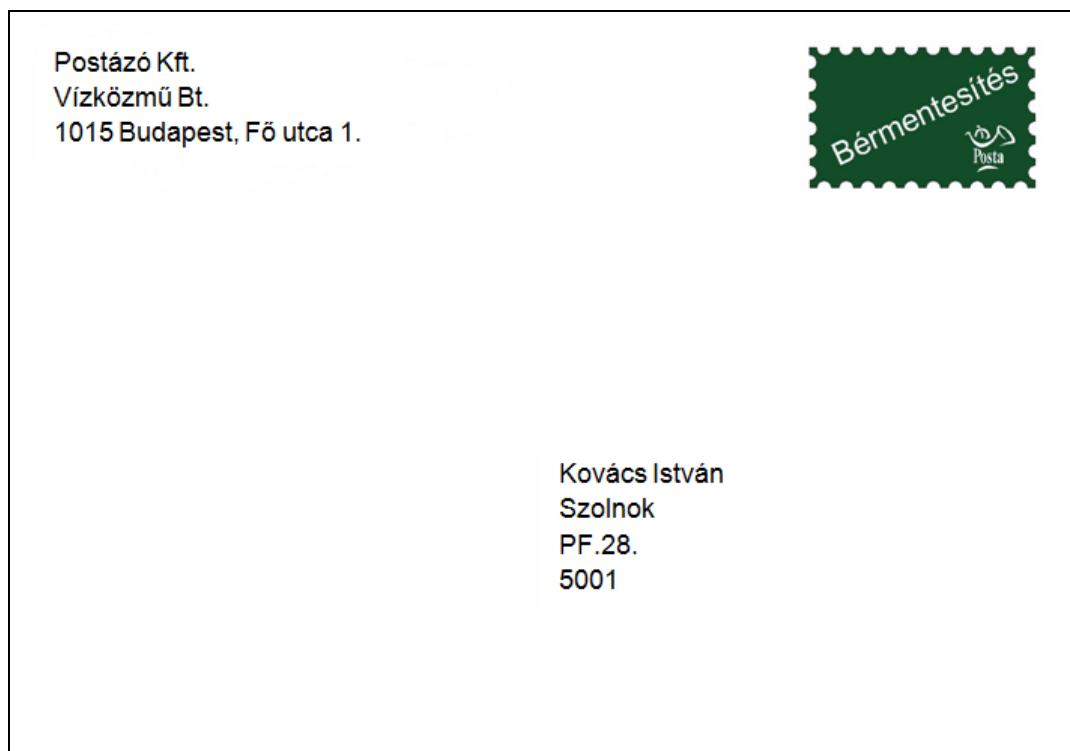 Postázó Kft.
Vízközmű Bt.
1015 Budapest, Fő utca 1.
Bérmentesítés
Posta
Kovács István
Szolnok
PF.28.
5001